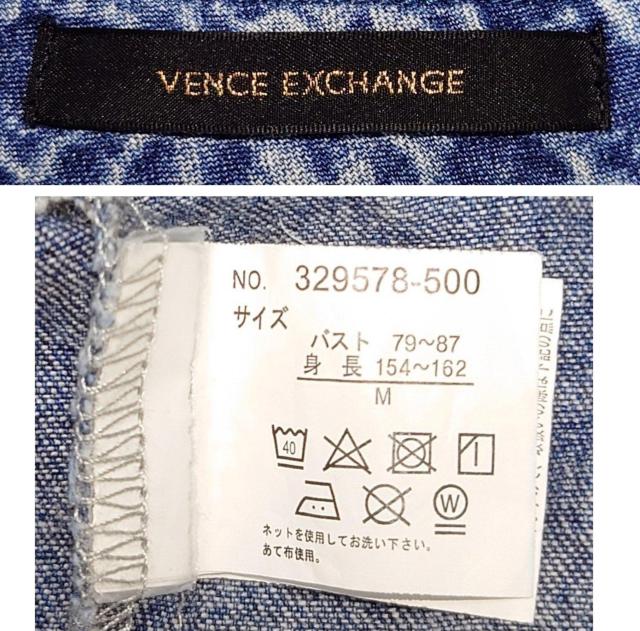 VENCE EXCHANGE
NO. 329578-500
サイズ
バスト 79~87
身長 154~162
M
40
W
ネットを使用してお洗い下さい。
あて布使用。